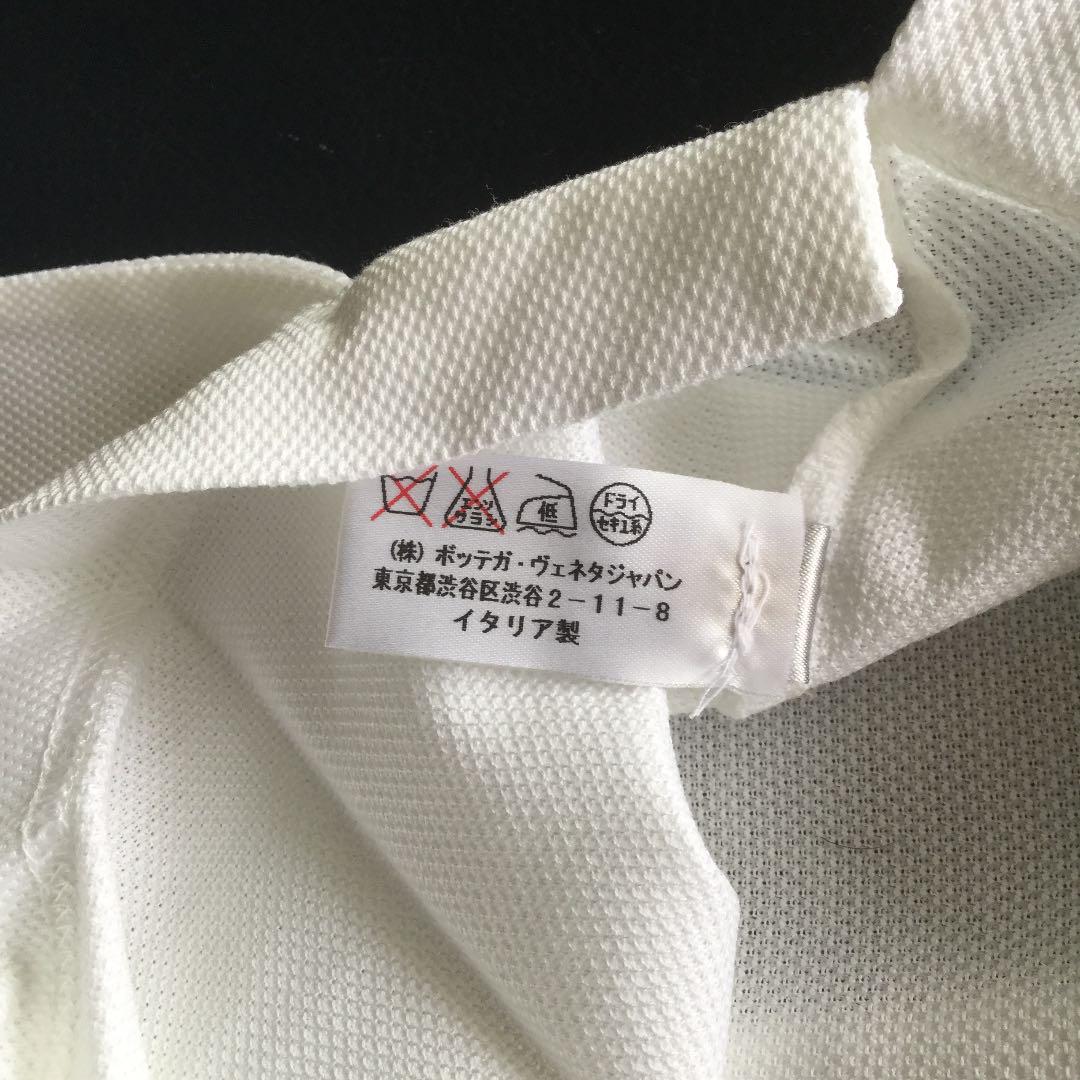 エンソ 低 ドライ
サラシ セキユ系
(株) ボッテガ・ヴェネタジャパン
東京都渋谷区渋谷2-11-8
イタリア製